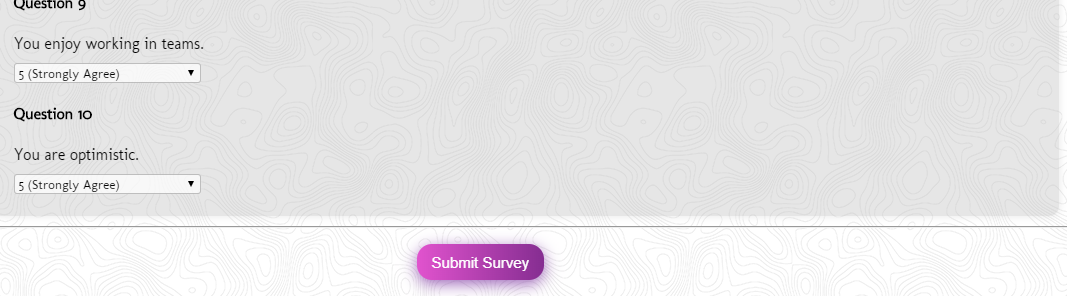 Question 9
You enjoy working in teams.
5 (Strongly Agree)
Question 10
You are optimistic.
5 (Strongly Agree)
Submit Survey